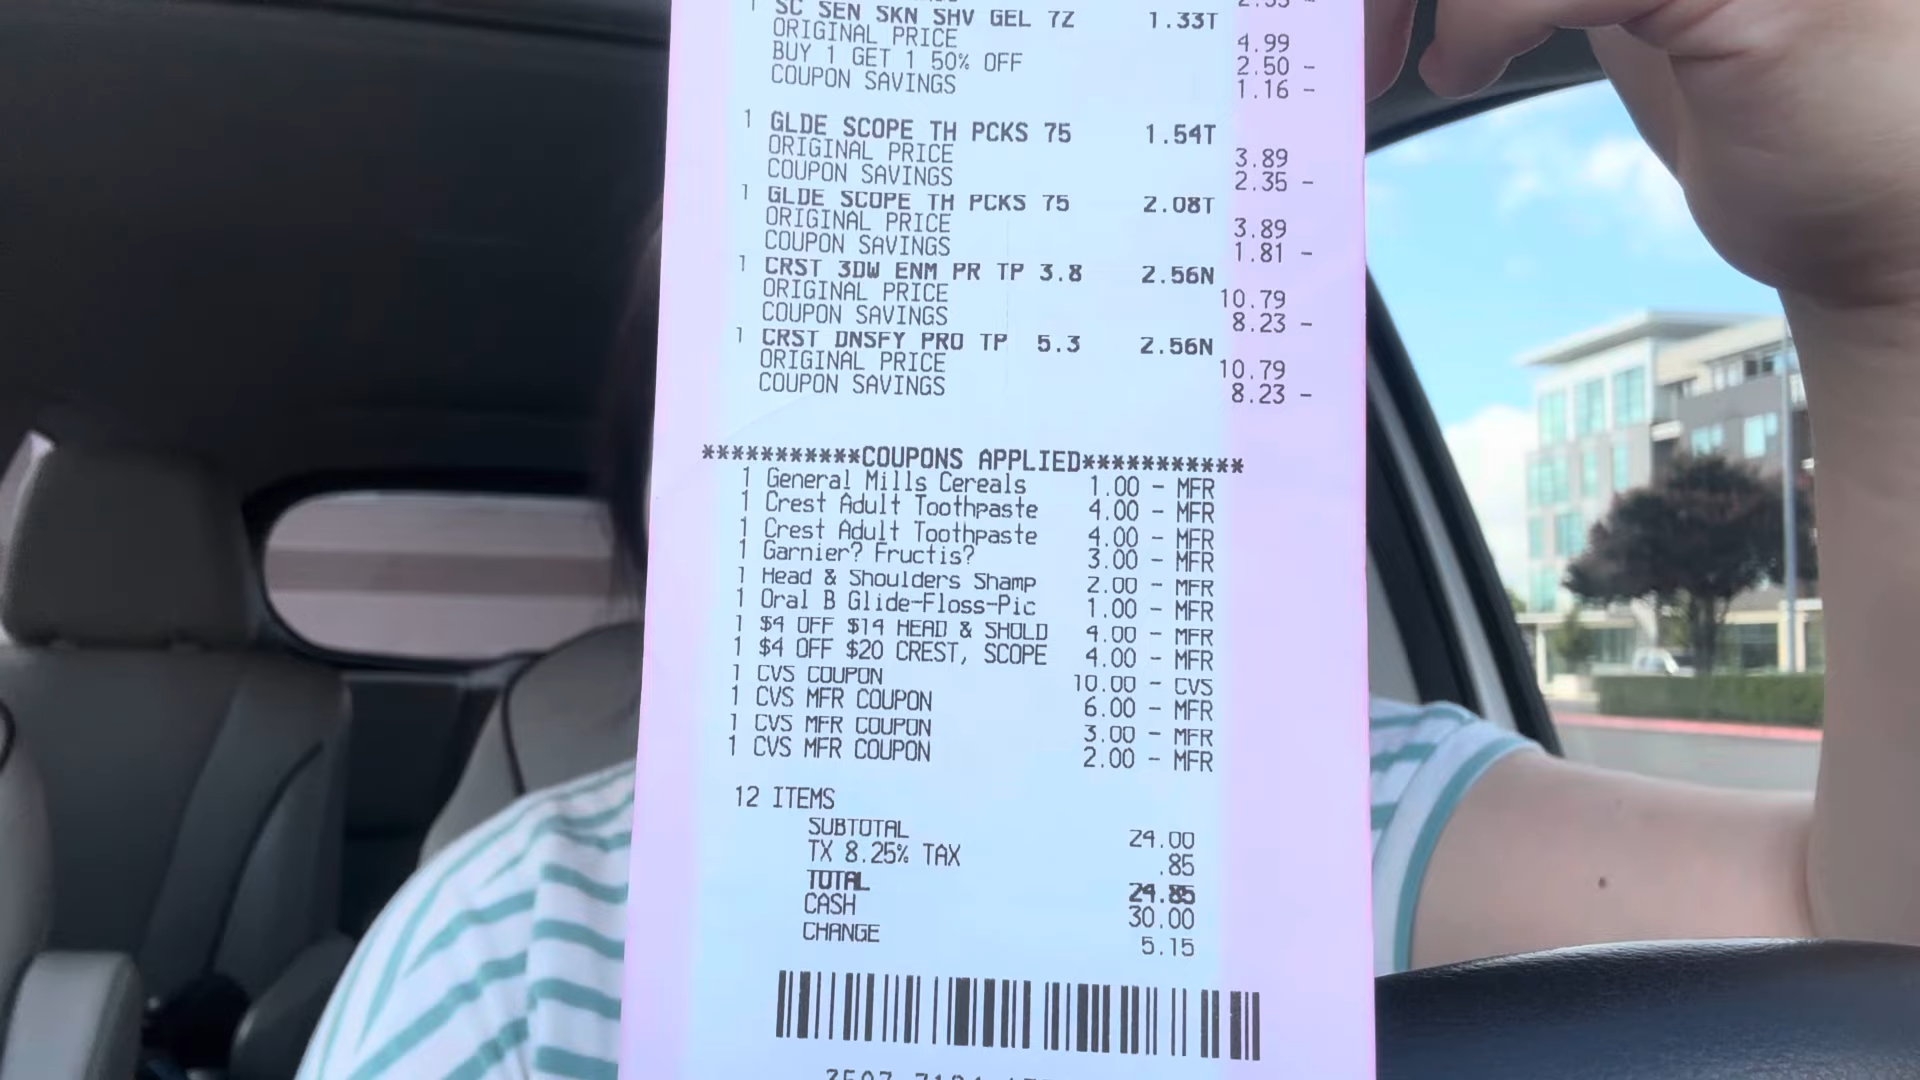 2.33 -
1 SC SEN SKN SHV GEL 7Z 1.33T
ORIGINAL PRICE 4.99
BUY 1 GET 1 50% OFF 2.50 -
COUPON SAVINGS 1.16 -
1 GLDE SCOPE TH PCKS 75 1.54T
ORIGINAL PRICE 3.89
COUPON SAVINGS 2.35 -
1 GLDE SCOPE TH PCKS 75 2.08T
ORIGINAL PRICE 3.89
COUPON SAVINGS 1.81 -
1 CRST 3DW ENM PR TP 3.8 2.56N
ORIGINAL PRICE 10.79
COUPON SAVINGS 8.23 -
1 CRST DNSFY PRO TP 5.3 2.56N
ORIGINAL PRICE 10.79
COUPON SAVINGS 8.23 -
***********COUPONS APPLIED***********
1 General Mills Cereals 1.00 - MFR
1 Crest Adult Toothpaste 4.00 - MFR
1 Crest Adult Toothpaste 4.00 - MFR
1 Garnier? Fructis? 3.00 - MFR
1 Head & Shoulders Shamp 2.00 - MFR
1 Oral B Glide-Floss-Pic 1.00 - MFR
1 $4 OFF $14 HEAD & SHOLD 4.00 - MFR
1 $4 OFF $20 CREST, SCOPE 4.00 - MFR
1 CVS COUPON 10.00 - CVS
1 CVS MFR COUPON 6.00 - MFR
1 CVS MFR COUPON 3.00 - MFR
1 CVS MFR COUPON 2.00 - MFR
12 ITEMS
SUBTOTAL 24.00
TX 8.25% TAX .85
TOTAL 24.85
CASH 30.00
CHANGE 5.15